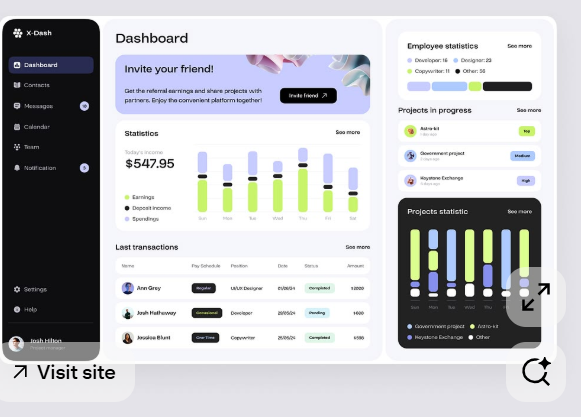 X-Dash
Dashboard
Contacts
Messages
Calendar
Team
Notification
Settings
Help
Josh Hilton
Dashboard
Invite your friend!
Get the referral earnings and share projects with
partners. Enjoy the convenient platform together!
Invite friend
Statistics
See more
Today's income
$547.95
Earnings
Deposit income
Spendings
Sun Mon Tue Wed Thu Fri Sat
Last transactions
See more
Name Pay Schedule Position Date Status Amount
Ann Grey Regular UI/UX Designer Completed
Josh Hathaway Developer Pending
Jessica Blunt One-Time Copywriter Completed
Employee statistics
See more
Developer: 16 Designer: 23
Copywriter: 11 Other: 50
Projects in progress
See more
Astro-kit
Top
Government project
Medium
Keystone Exchange
High
Projects statistic
See more
Sun Mon Tue Wed Thu
Government project Astro-kit
Keystone Exchange Other
Visit site